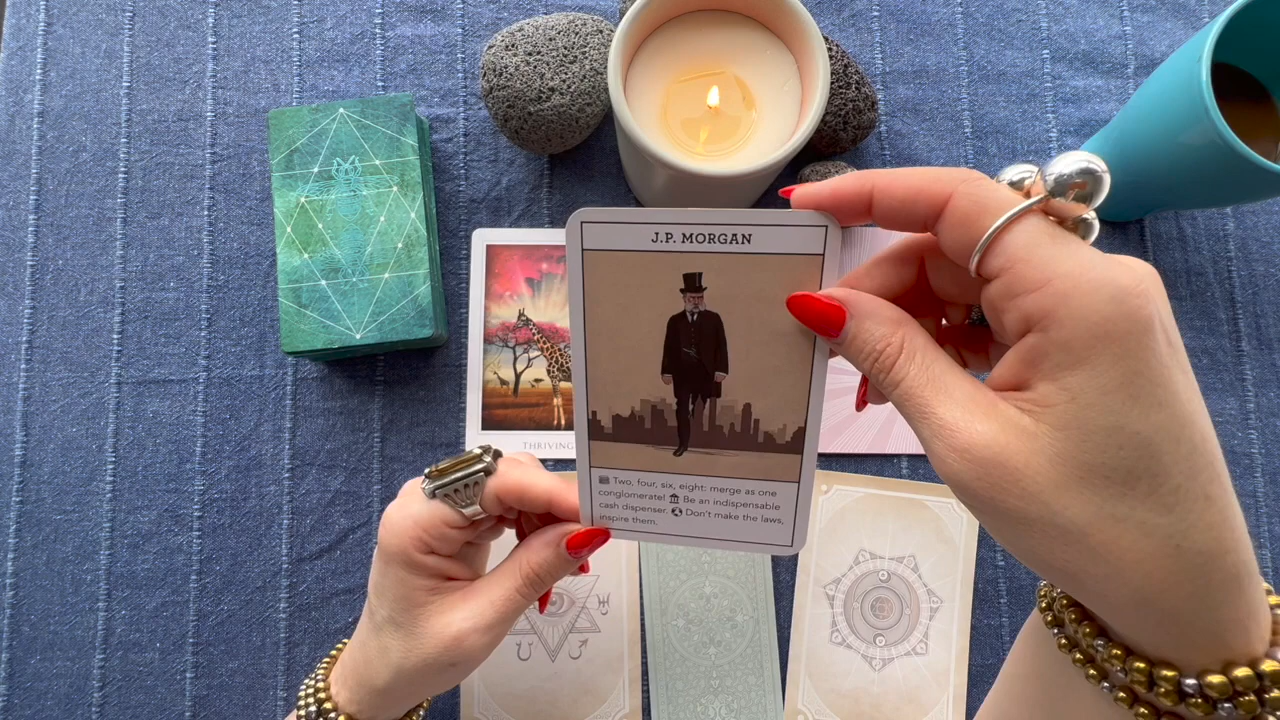 J.P. MORGAN
THRIVING
Two, four, six, eight: merge as one
conglomerate! Be an indispensable
cash dispenser. Don't make the laws,
inspire them.